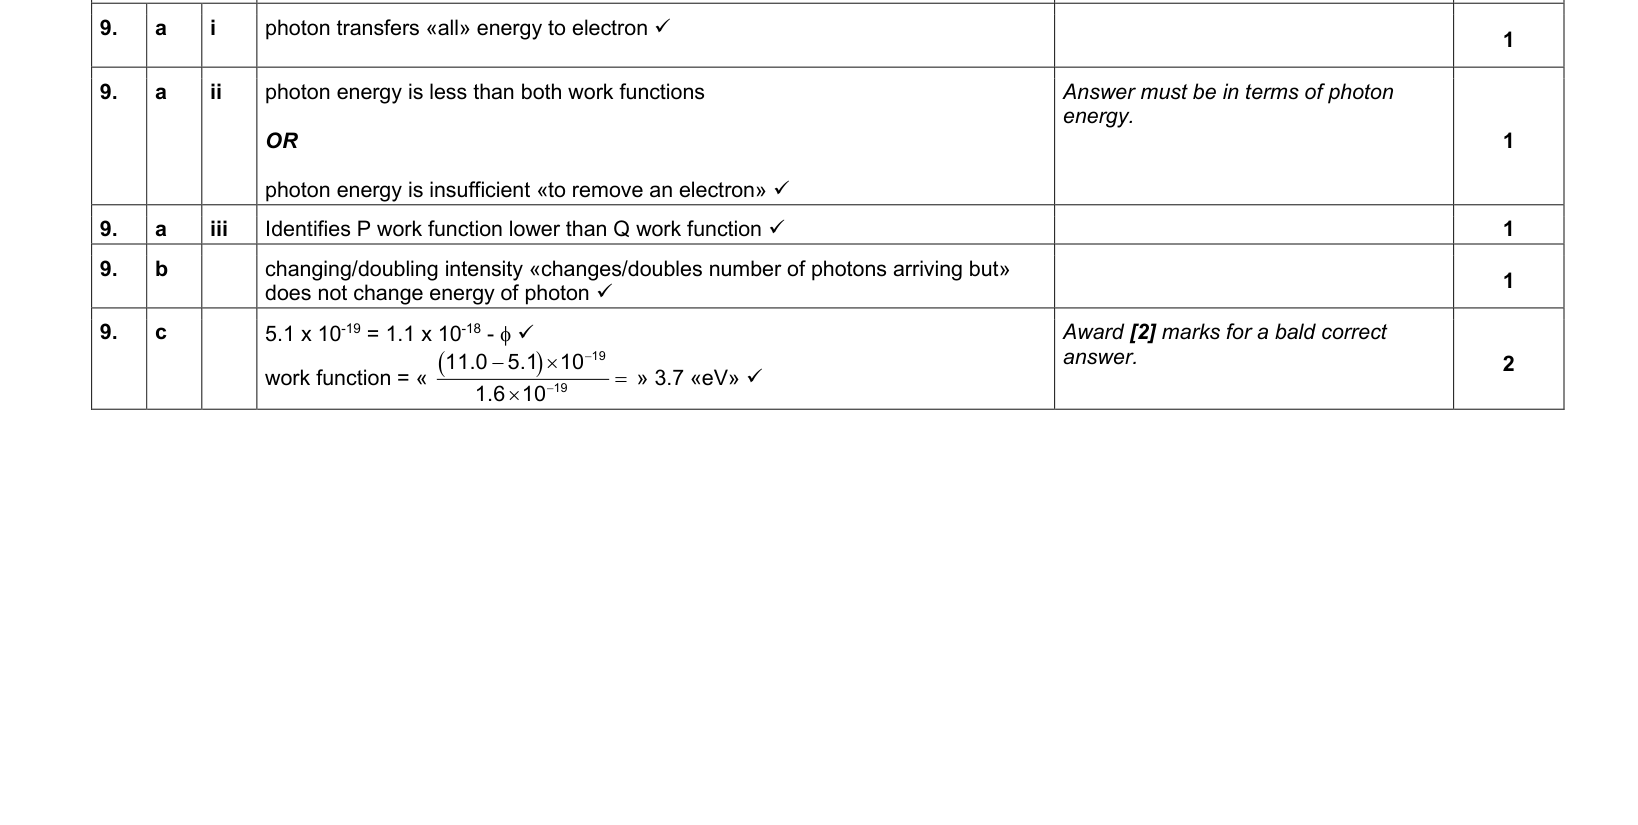 9. a i photon transfers «all» energy to electron ✓ 1
9. a ii photon energy is less than both work functions Answer must be in terms of photon
energy.
OR 1
photon energy is insufficient «to remove an electron» ✓
9. a iii Identifies P work function lower than Q work function ✓ 1
9. b changing/doubling intensity «changes/doubles number of photons arriving but»
does not change energy of photon ✓ 1
9. c 5.1 x 10⁻¹⁹ = 1.1 x 10⁻¹⁸ - ϕ ✓ Award [2] marks for a bald correct
answer.
work function = « (11.0 − 5.1) × 10⁻¹⁹ / 1.6 × 10⁻¹⁹ = » 3.7 «eV» ✓ 2